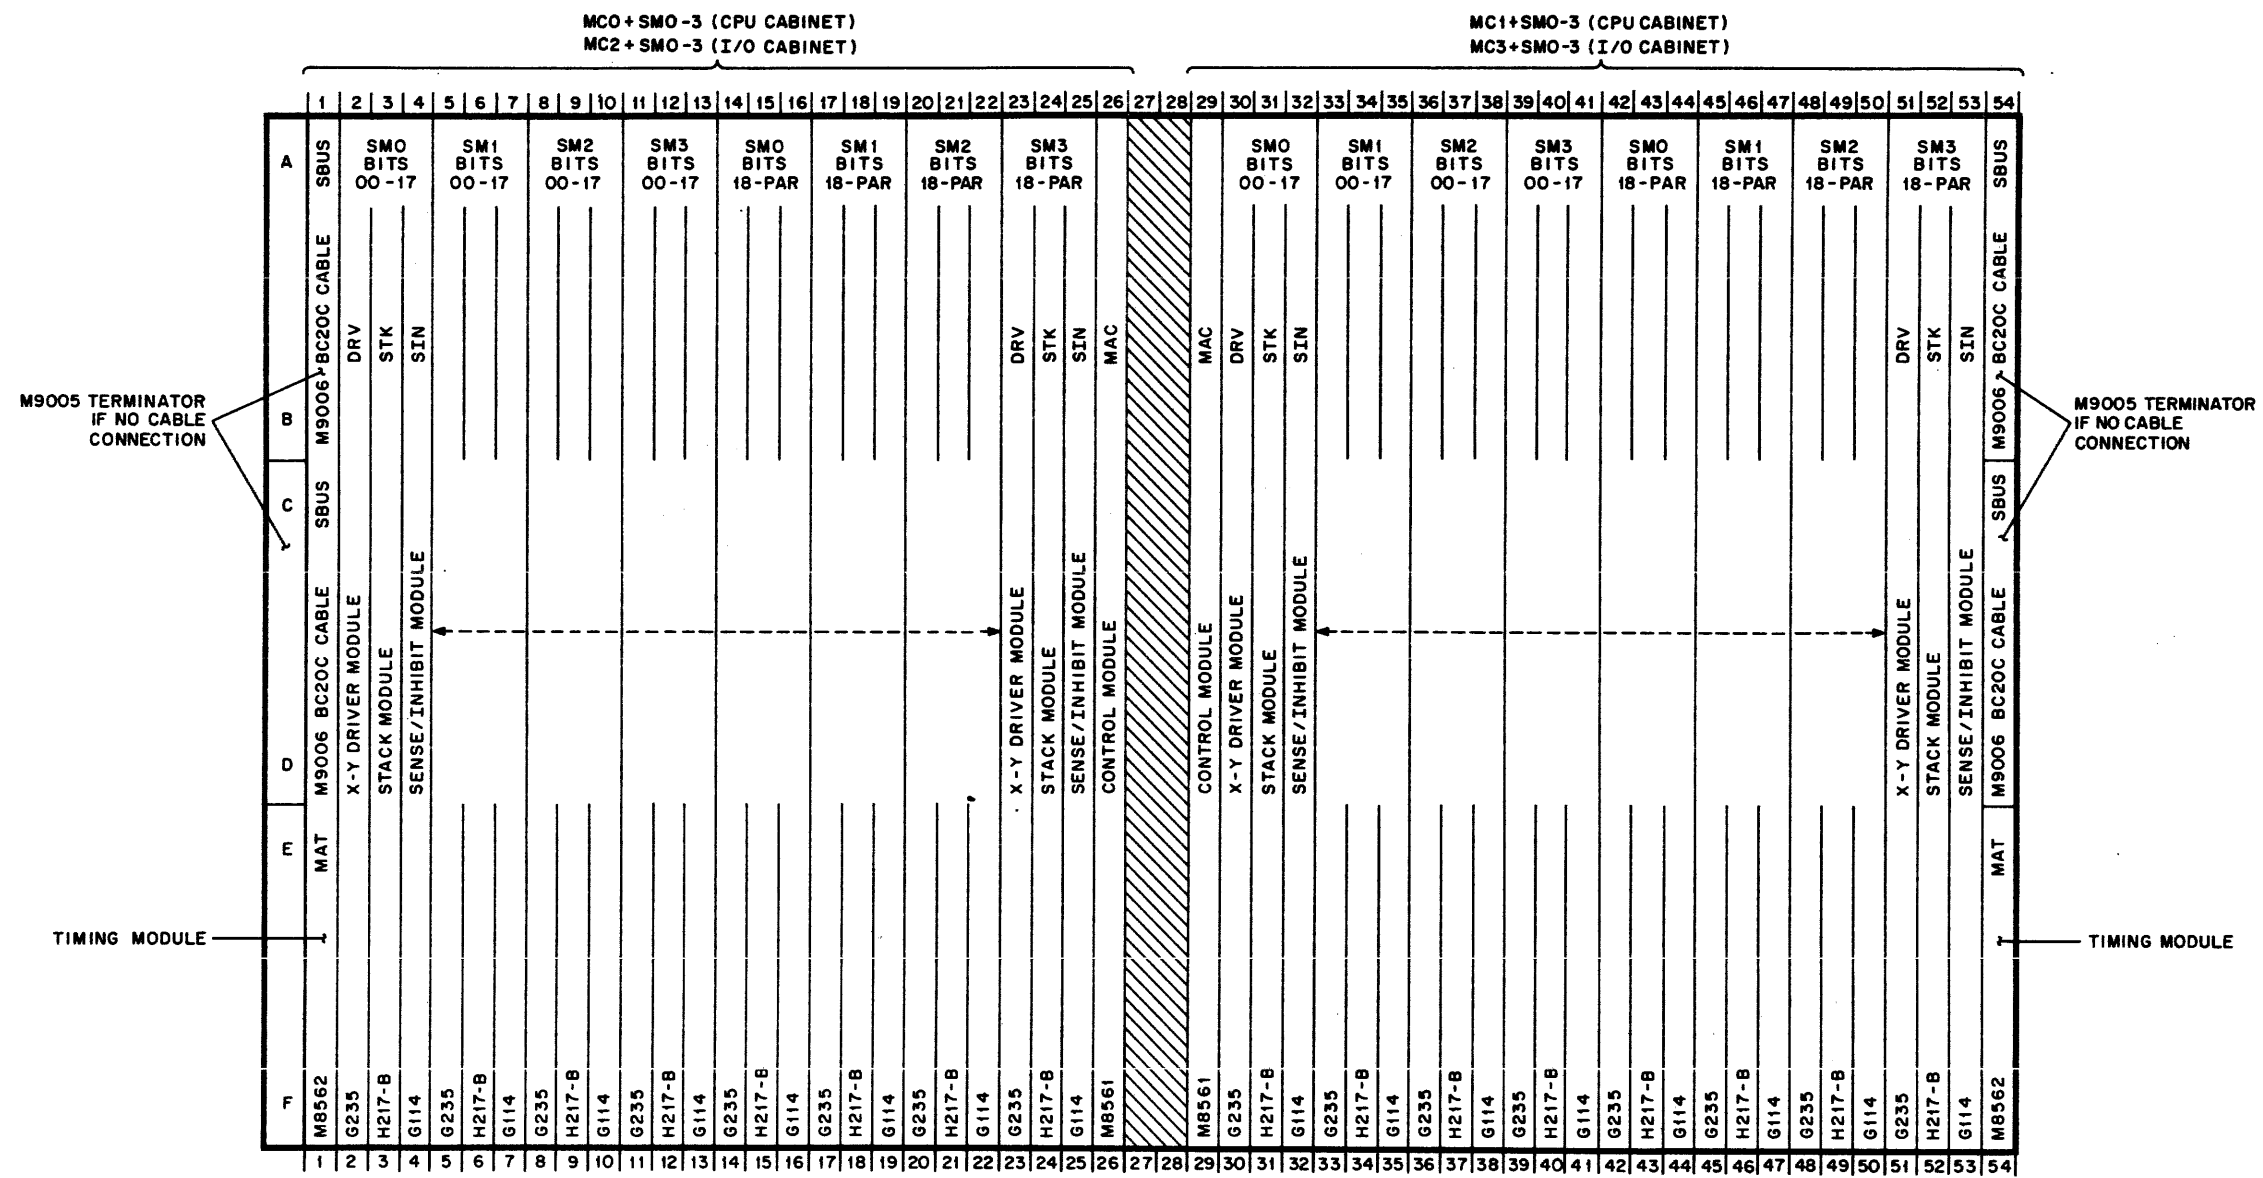 MC0+SM0-3 (CPU CABINET)
MC2+SM0-3 (I/O CABINET)
MC1+SM0-3 (CPU CABINET)
MC3+SM0-3 (I/O CABINET)
1 2 3 4 5 6 7 8 9 10 11 12 13 14 15 16 17 18 19 20 21 22 23 24 25 26 27 28 29 30 31 32 33 34 35 36 37 38 39 40 41 42 43 44 45 46 47 48 49 50 51 52 53 54
A
SBUS
SM0
BITS
00-17
SM1
BITS
00-17
SM2
BITS
00-17
SM3
BITS
00-17
SM0
BITS
18-PAR
SM1
BITS
18-PAR
SM2
BITS
18-PAR
SM3
BITS
18-PAR
SM0
BITS
00-17
SM1
BITS
00-17
SM2
BITS
00-17
SM3
BITS
00-17
SM0
BITS
18-PAR
SM1
BITS
18-PAR
SM2
BITS
18-PAR
SM3
BITS
18-PAR
SBUS
M9006 BC20C CABLE
DRV
STK
SIN
DRV
STK
SIN
MAC
MAC
DRV
STK
SIN
DRV
STK
SIN
M9006 BC20C CABLE
M9005 TERMINATOR
IF NO CABLE
CONNECTION
B
M9005 TERMINATOR
IF NO CABLE
CONNECTION
C
SBUS
SBUS
M9006 BC20C CABLE
X-Y DRIVER MODULE
STACK MODULE
SENSE/INHIBIT MODULE
X-Y DRIVER MODULE
STACK MODULE
SENSE/INHIBIT MODULE
CONTROL MODULE
CONTROL MODULE
X-Y DRIVER MODULE
STACK MODULE
SENSE/INHIBIT MODULE
X-Y DRIVER MODULE
STACK MODULE
SENSE/INHIBIT MODULE
M9006 BC20C CABLE
D
E
MAT
MAT
TIMING MODULE
TIMING MODULE
F
M8562
G235
H217-B
G114
G235
H217-B
G114
G235
H217-B
G114
G235
H217-B
G114
G235
H217-B
G114
G235
H217-B
G114
G235
H217-B
G114
G235
H217-B
G114
M8561
M8561
G235
H217-B
G114
G235
H217-B
G114
G235
H217-B
G114
G235
H217-B
G114
G235
H217-B
G114
G235
H217-B
G114
G235
H217-B
G114
G235
H217-B
G114
M8562
1 2 3 4 5 6 7 8 9 10 11 12 13 14 15 16 17 18 19 20 21 22 23 24 25 26 27 28 29 30 31 32 33 34 35 36 37 38 39 40 41 42 43 44 45 46 47 48 49 50 51 52 53 54